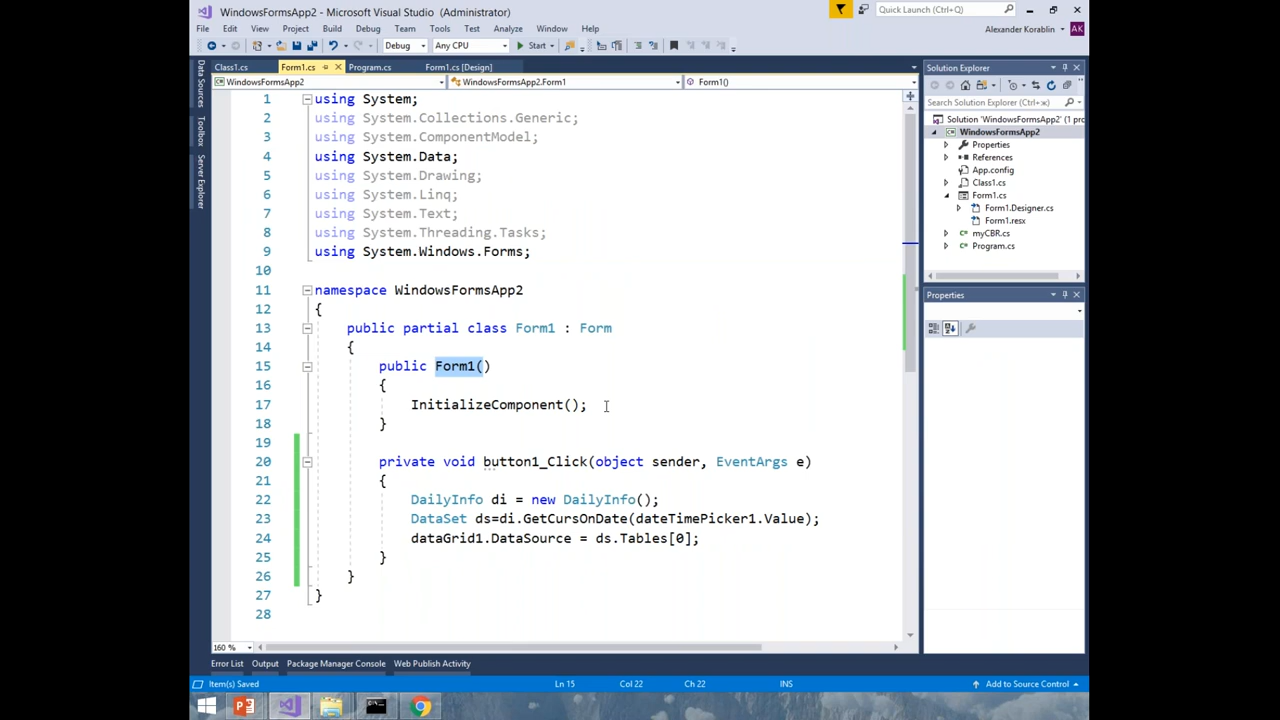 WindowsFormsApp2 - Microsoft Visual Studio (Administrator)
Quick Launch (Ctrl+Q)
File Edit View Project Build Debug Team Tools Test Analyze Window Help
Alexander Korablin AK
Debug Any CPU Start
Class1.cs Form1.cs Program.cs Form1.cs [Design]
WindowsFormsApp2 WindowsFormsApp2.Form1 Form1()
Data Sources
Toolbox
Server Explorer
1 using System;
2 using System.Collections.Generic;
3 using System.ComponentModel;
4 using System.Data;
5 using System.Drawing;
6 using System.Linq;
7 using System.Text;
8 using System.Threading.Tasks;
9 using System.Windows.Forms;
10
11 namespace WindowsFormsApp2
12 {
13 public partial class Form1 : Form
14 {
15 public Form1()
16 {
17 InitializeComponent();
18 }
19
20 private void button1_Click(object sender, EventArgs e)
21 {
22 DailyInfo di = new DailyInfo();
23 DataSet ds=di.GetCursOnDate(dateTimePicker1.Value);
24 dataGrid1.DataSource = ds.Tables[0];
25 }
26 }
27 }
28
160 %
Solution Explorer
Search Solution Explorer (Ctrl+;)
Solution 'WindowsFormsApp2' (1 pro
WindowsFormsApp2
Properties
References
App.config
Class1.cs
Form1.cs
Form1.Designer.cs
Form1.resx
myCBR.cs
Program.cs
Properties
Error List Output Package Manager Console Web Publish Activity
Item(s) Saved Ln 15 Col 22 Ch 22 INS Add to Source Control